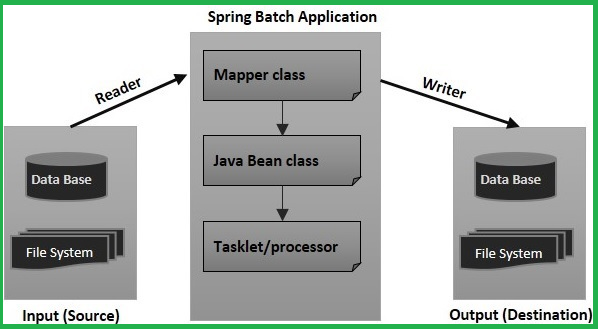 Spring Batch Application
Reader
Mapper class
Writer
Java Bean class
Tasklet/processor
Data Base
File System
Input (Source)
Data Base
File System
Output (Destination)